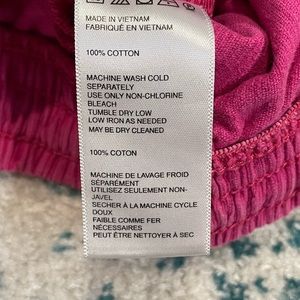 MADE IN VIETNAM
FABRIQUÉ EN VIETNAM
100% COTTON
MACHINE WASH COLD
SEPARATELY
USE ONLY NON-CHLORINE
BLEACH
TUMBLE DRY LOW
LOW IRON AS NEEDED
MAY BE DRY CLEANED
100% COTON
MACHINE DE LAVAGE FROID
SÉPARÉMENT
UTILISEZ SEULEMENT NON-
JAVEL
SÉCHER A LA MACHINE CYCLE
DOUX
FAIBLE COMME FER
NÉCESSAIRES
PEUT ÊTRE NETTOYER À SEC